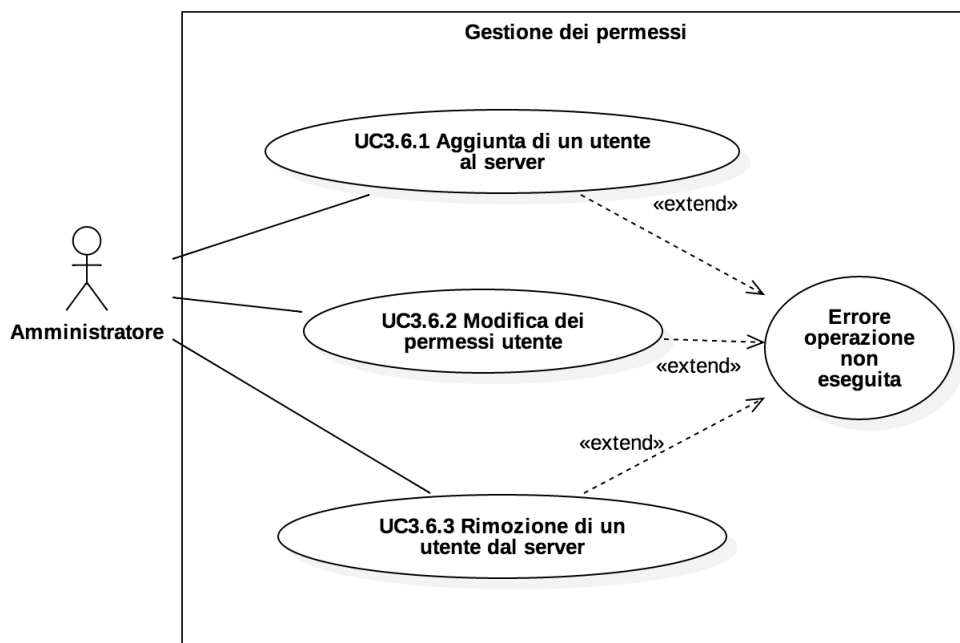 Gestione dei permessi
UC3.6.1 Aggiunta di un utente
al server
«extend»
Amministratore
UC3.6.2 Modifica dei
permessi utente
«extend»
Errore
operazione
non
eseguita
«extend»
UC3.6.3 Rimozione di un
utente dal server